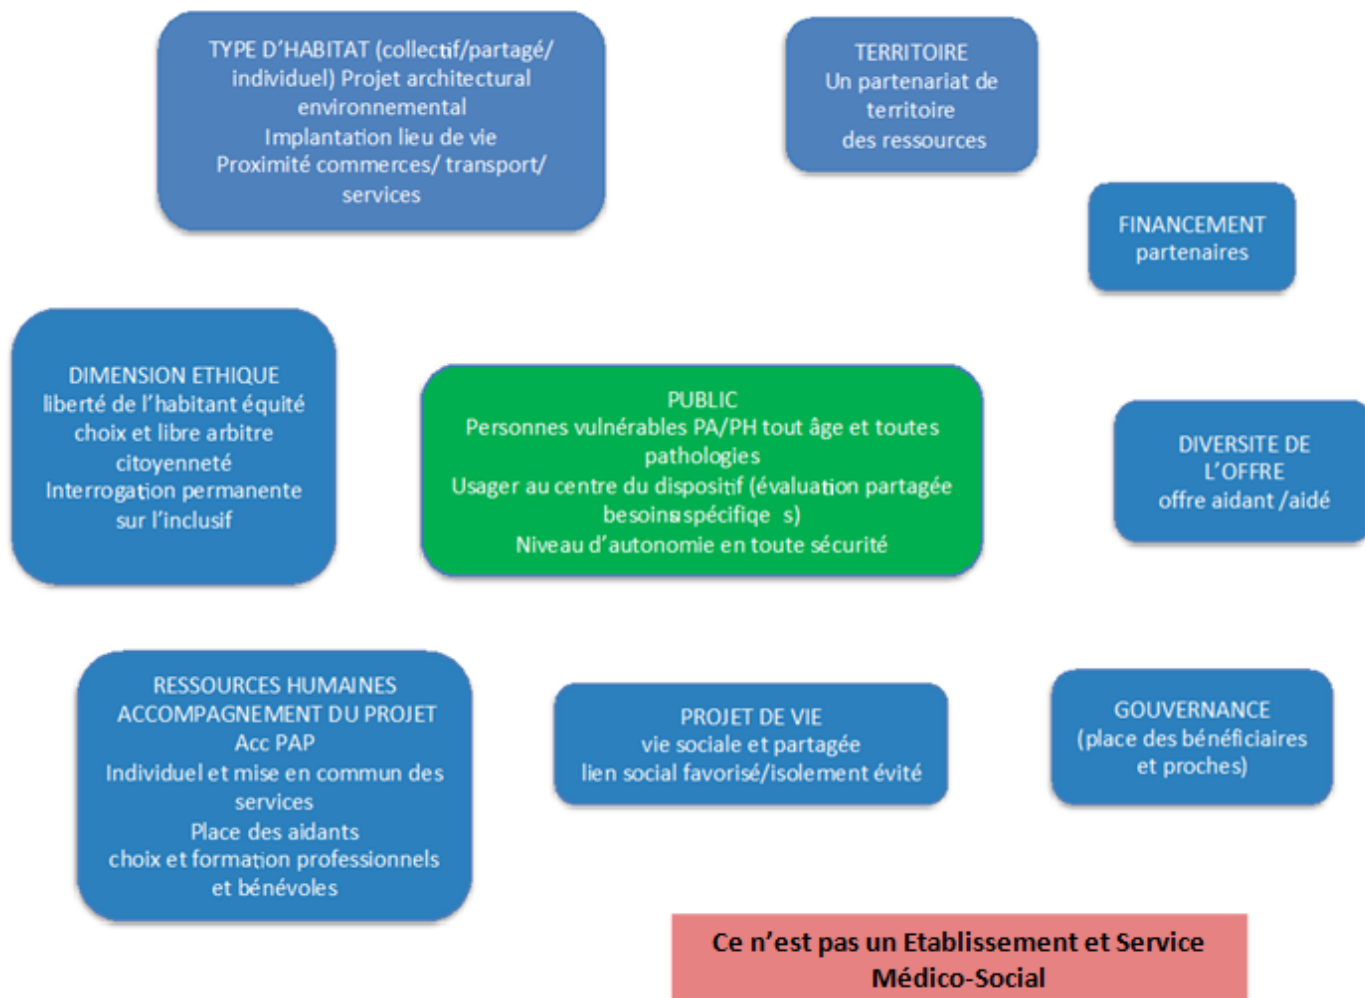 TYPE D'HABITAT (collectif/partagé/
individuel) Projet architectural
environnemental
Implantation lieu de vie
Proximité commerces/ transport/
services
TERRITOIRE
Un partenariat de
territoire
des ressources
FINANCEMENT
partenaires
DIMENSION ETHIQUE
liberté de l'habitant équité
choix et libre arbitre
citoyenneté
Interrogation permanente
sur l'inclusif
PUBLIC
Personnes vulnérables PA/PH tout âge et toutes
pathologies
Usager au centre du dispositif (évaluation partagée
besoins spécifiqe s)
Niveau d'autonomie en toute sécurité
DIVERSITE DE
L'OFFRE
offre aidant /aidé
RESSOURCES HUMAINES
ACCOMPAGNEMENT DU PROJET
Acc PAP
Individuel et mise en commun des
services
Place des aidants
choix et formation professionnels
et bénévoles
PROJET DE VIE
vie sociale et partagée
lien social favorisé/isolement évité
GOUVERNANCE
(place des bénéficiaires
et proches)
Ce n'est pas un Etablissement et Service
Médico-Social